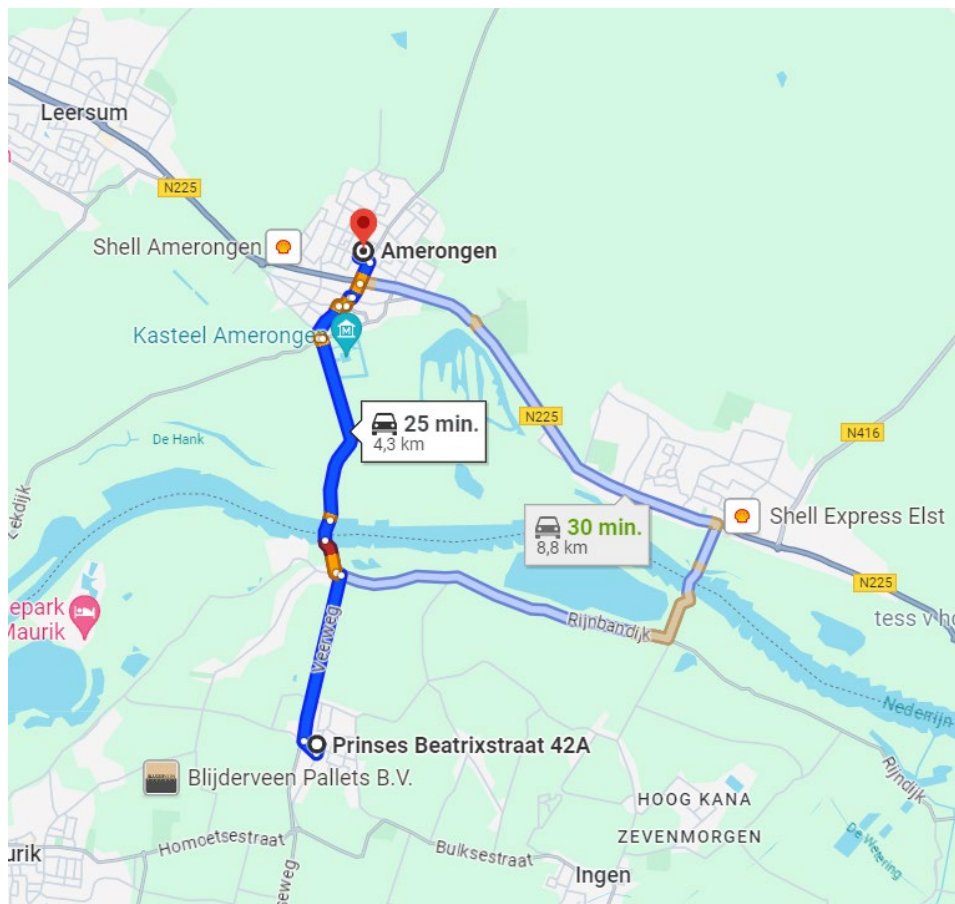 Leersum
N225
Shell Amerongen
Amerongen
Kasteel Amerongen
M
25 min.
4,3 km
N225
N416
De Hank
Shell Express Elst
30 min.
8,8 km
N225
epark
Maurik
Rijnbandijk
tess v ho
Veerweg
Nederrijn
Prinses Beatrixstraat 42A
Blijderveen Pallets B.V.
Rijndijk
HOOG KANA
ZEVENMORGEN
De Wetering
Homoetsestraat
urik
Bulksestraat
Ingen
seweg